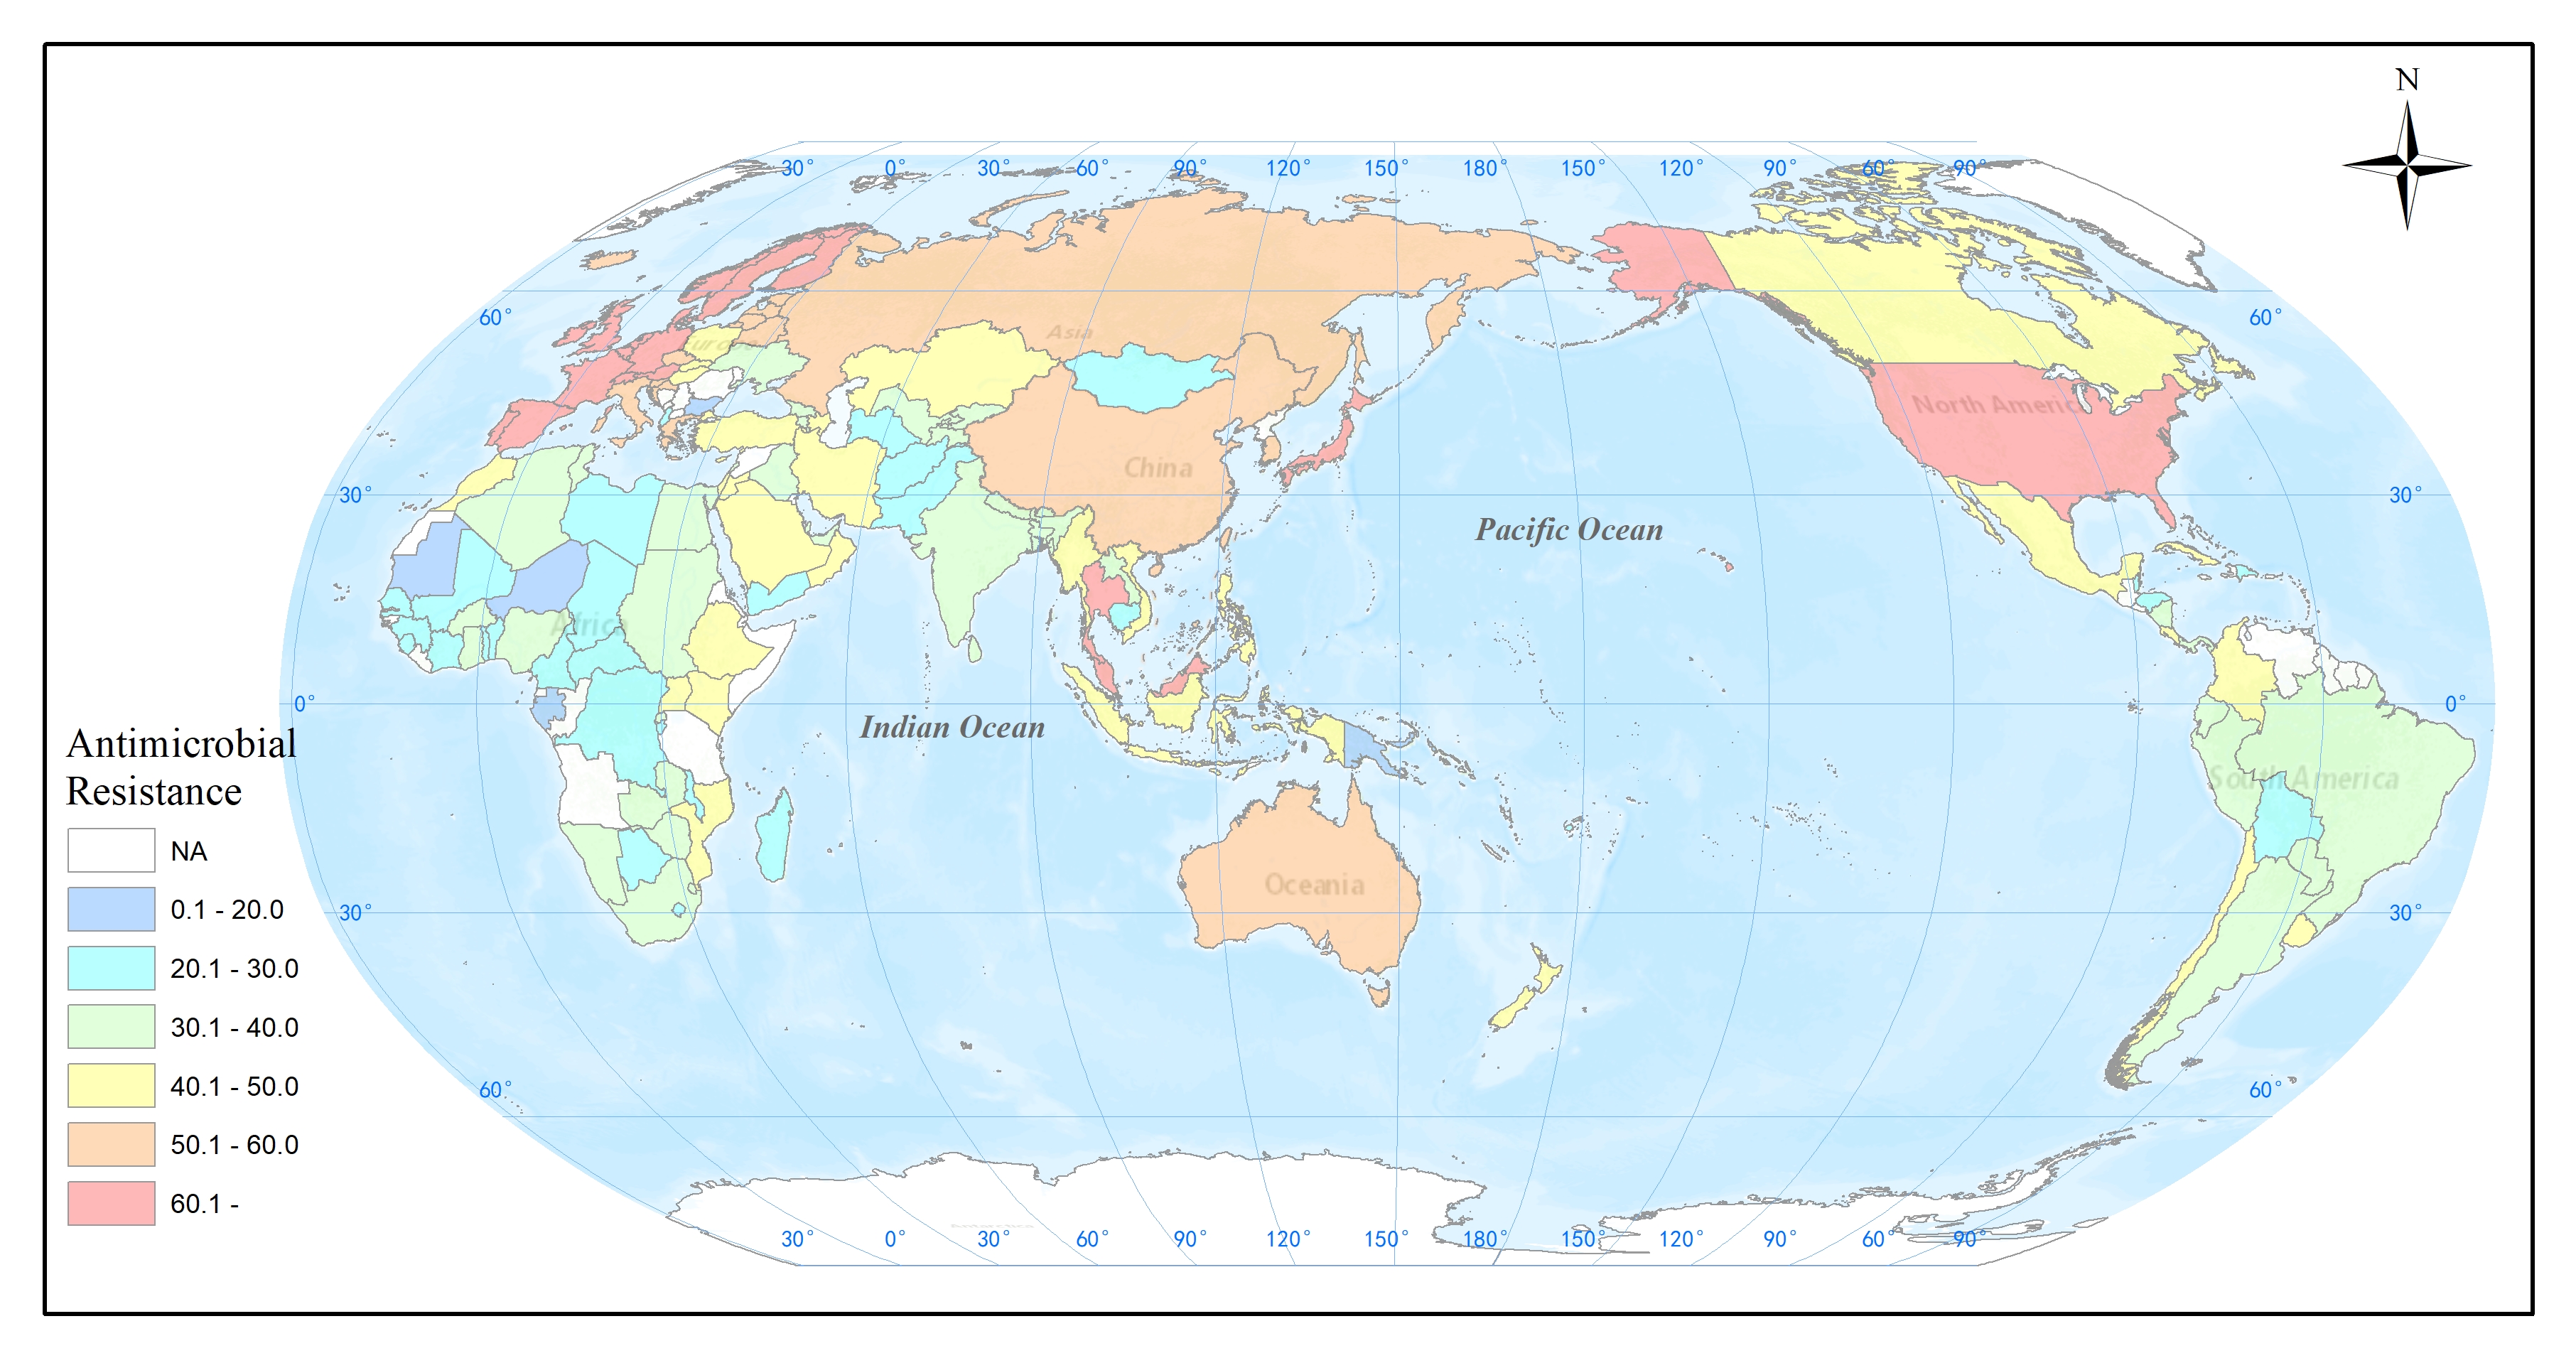 N
30° 0° 30° 60° 90° 120° 150° 180° 150° 120° 90° 60° 90°
60° 60°
Asia
Europe
North America
China
30° 30°
Pacific Ocean
Africa
0° 0°
Indian Ocean
South America
Oceania
30° 30°
60° 60°
Antarctica
30° 0° 30° 60° 90° 120° 150° 180° 150° 120° 90° 60° 90°
Antimicrobial
Resistance
NA
0.1 - 20.0
20.1 - 30.0
30.1 - 40.0
40.1 - 50.0
50.1 - 60.0
60.1 -